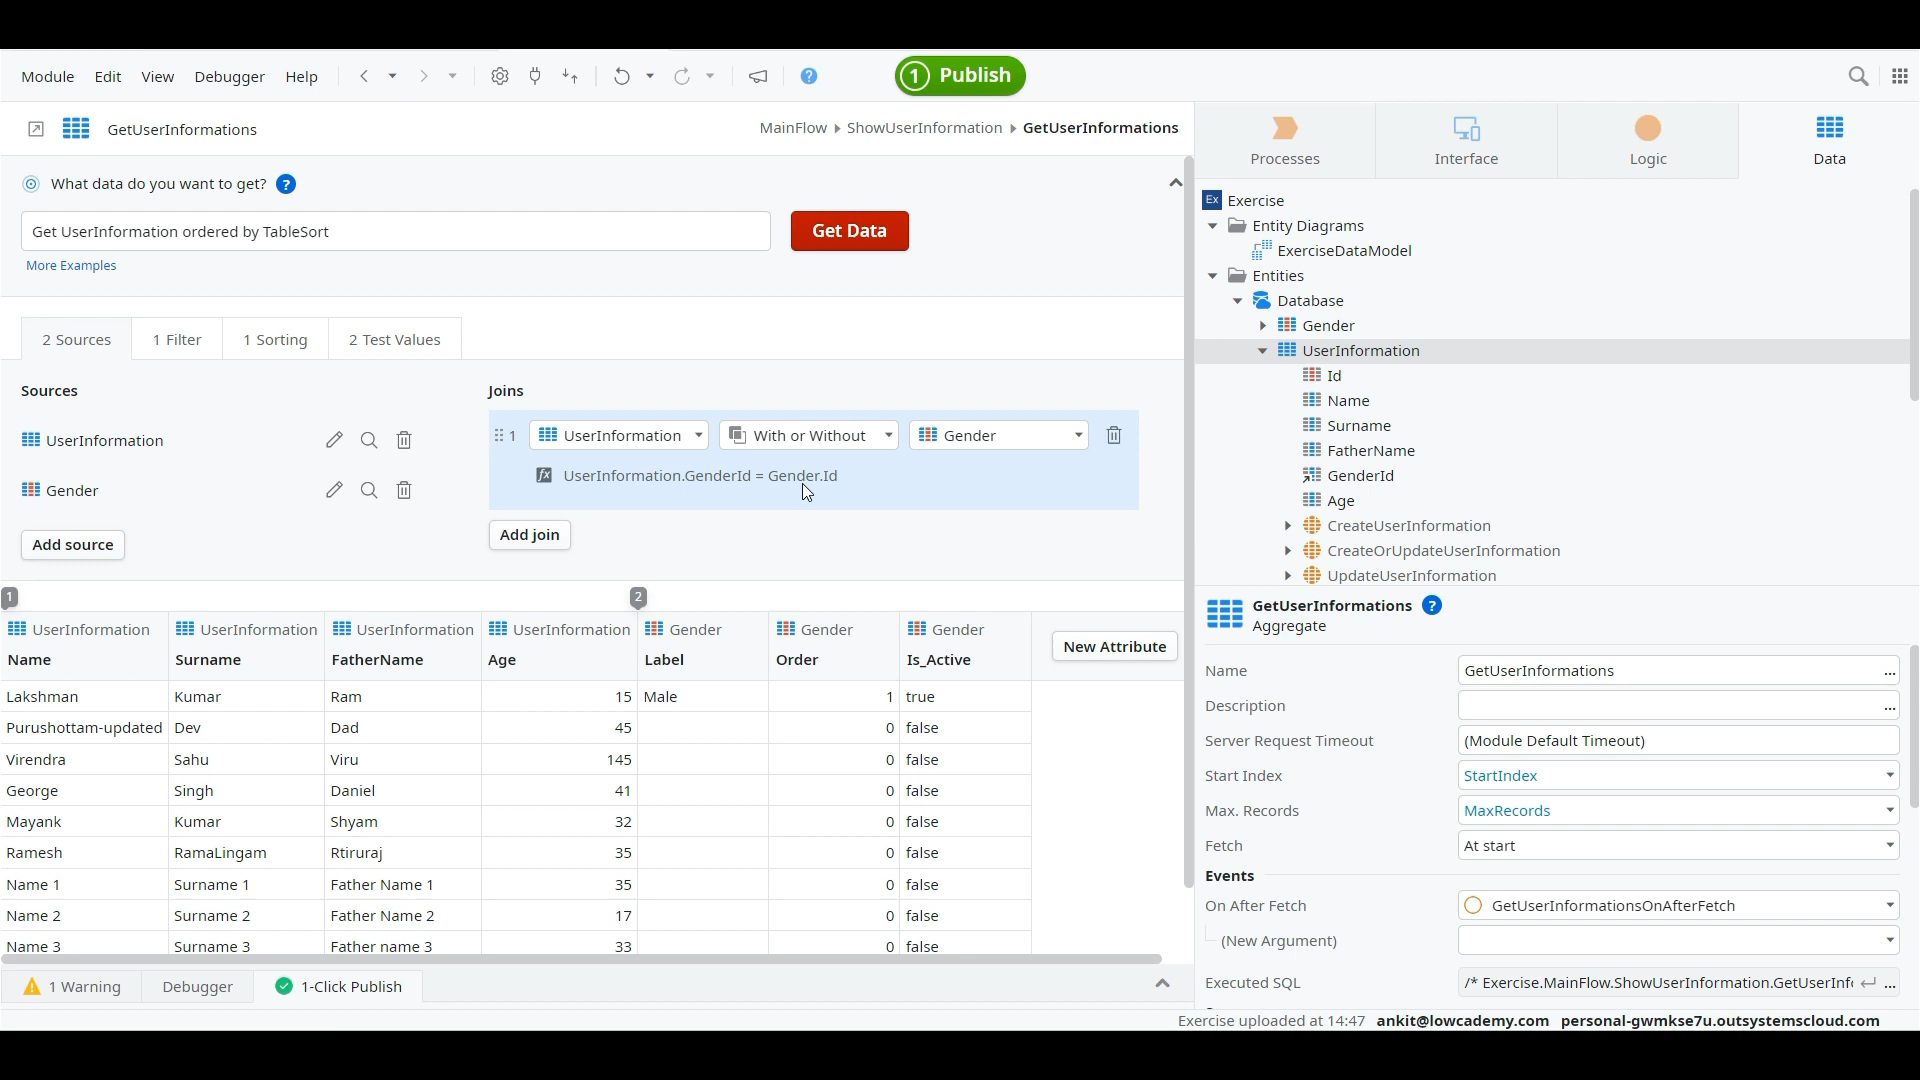 Module Edit View Debugger Help 1 Publish
GetUserInformations MainFlow ShowUserInformation GetUserInformations
What data do you want to get? ?
Get UserInformation ordered by TableSort Get Data
More Examples
2 Sources 1 Filter 1 Sorting 2 Test Values
Sources Joins
UserInformation 1 UserInformation With or Without Gender
fx UserInformation.GenderId = Gender.Id
Gender
Add source Add join
1 2
UserInformation UserInformation UserInformation UserInformation Gender Gender Gender New Attribute
Name Surname FatherName Age Label Order Is_Active
Lakshman Kumar Ram 15 Male 1 true
Purushottam-updated Dev Dad 45 0 false
Virendra Sahu Viru 145 0 false
George Singh Daniel 41 0 false
Mayank Kumar Shyam 32 0 false
Ramesh RamaLingam Rtiruraj 35 0 false
Name 1 Surname 1 Father Name 1 35 0 false
Name 2 Surname 2 Father Name 2 17 0 false
Name 3 Surname 3 Father name 3 33 0 false
1 Warning Debugger 1-Click Publish
Processes Interface Logic Data
Ex Exercise
Entity Diagrams
ExerciseDataModel
Entities
Database
Gender
UserInformation
Id
Name
Surname
FatherName
GenderId
Age
CreateUserInformation
CreateOrUpdateUserInformation
UpdateUserInformation
GetUserInformations ?
Aggregate
Name GetUserInformations ...
Description ...
Server Request Timeout (Module Default Timeout)
Start Index StartIndex
Max. Records MaxRecords
Fetch At start
Events
On After Fetch GetUserInformationsOnAfterFetch
(New Argument)
Executed SQL /* Exercise.MainFlow.ShowUserInformation.GetUserInf ...
Exercise uploaded at 14:47 ankit@lowcademy.com personal-gwmkse7u.outsystemscloud.com